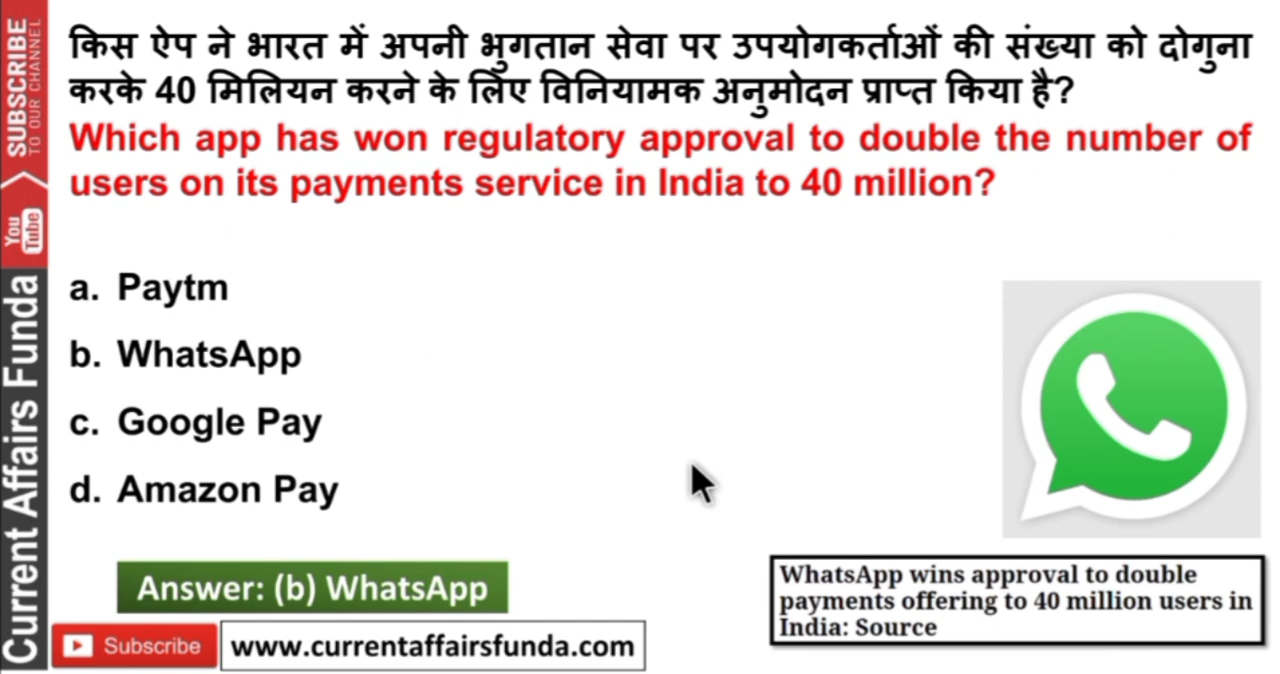 किस ऐप ने भारत में अपनी भुगतान सेवा पर उपयोगकर्ताओं की संख्या को दोगुना
करके 40 मिलियन करने के लिए विनियामक अनुमोदन प्राप्त किया है?
Which app has won regulatory approval to double the number of
users on its payments service in India to 40 million?
a. Paytm
b. WhatsApp
c. Google Pay
d. Amazon Pay
Answer: (b) WhatsApp
WhatsApp wins approval to double
payments offering to 40 million users in
India: Source
Subscribe
www.currentaffairsfunda.com
Current Affairs Funda
You
Tube
SUBSCRIBE
TO OUR CHANNEL